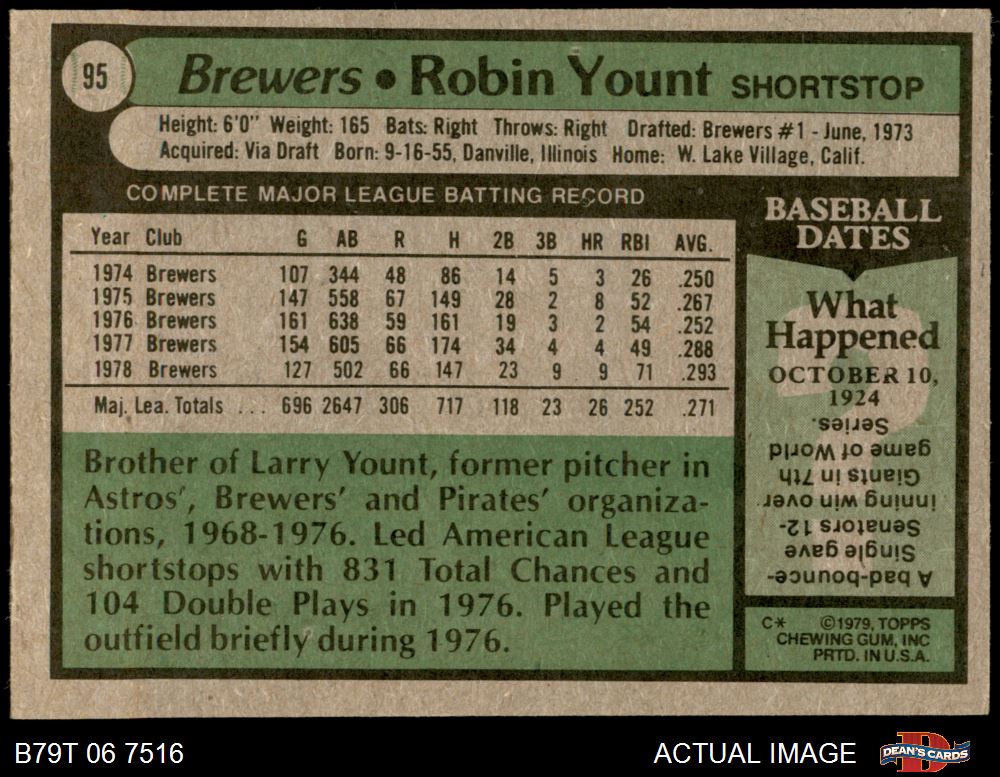 95
Brewers • Robin Yount SHORTSTOP
Height: 6'0" Weight: 165 Bats: Right Throws: Right Drafted: Brewers #1 - June, 1973
Acquired: Via Draft Born: 9-16-55, Danville, Illinois Home: W. Lake Village, Calif.
COMPLETE MAJOR LEAGUE BATTING RECORD
Year Club G AB R H 2B 3B HR RBI AVG.
1974 Brewers 107 344 48 86 14 5 3 26 .250
1975 Brewers 147 558 67 149 28 2 8 52 .267
1976 Brewers 161 638 59 161 19 3 2 54 .252
1977 Brewers 154 605 66 174 34 4 4 49 .288
1978 Brewers 127 502 66 147 23 9 9 71 .293
Maj. Lea. Totals ... 696 2647 306 717 118 23 26 252 .271
Brother of Larry Yount, former pitcher in
Astros', Brewers' and Pirates' organiza-
tions, 1968-1976. Led American League
shortstops with 831 Total Chances and
104 Double Plays in 1976. Played the
outfield briefly during 1976.
BASEBALL
DATES
What
Happened
OCTOBER 10,
1924
A bad-bounce-
Single gave
Senators 12-
inning win over
Giants in 7th
game of World
Series.
C* ©1979, TOPPS
CHEWING GUM, INC
PRTD. IN U.S.A.
B79T 06 7516
ACTUAL IMAGE
DEAN'S CARDS